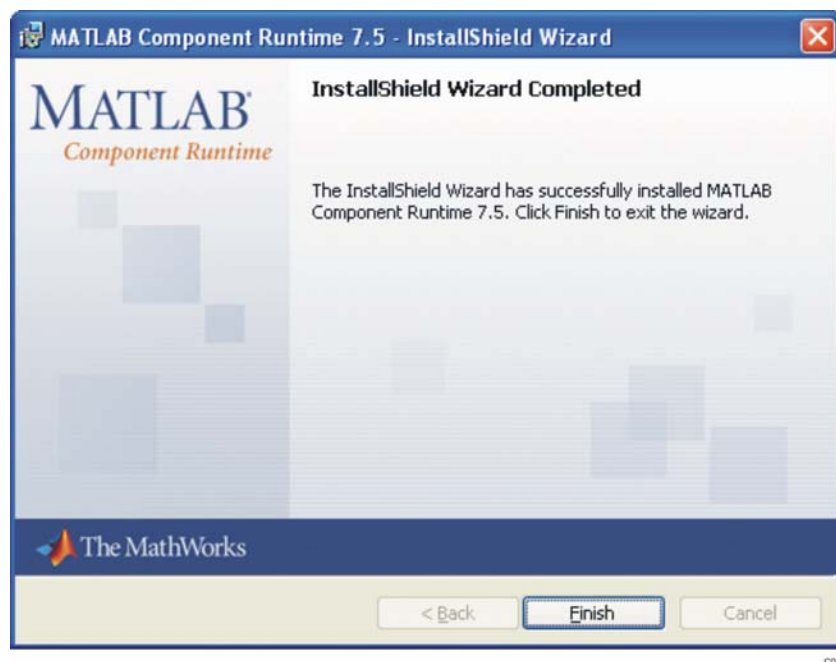 MATLAB Component Runtime 7.5 - InstallShield Wizard
MATLAB
Component Runtime
InstallShield Wizard Completed
The InstallShield Wizard has successfully installed MATLAB
Component Runtime 7.5. Click Finish to exit the wizard.
The MathWorks
< Back
Finish
Cancel